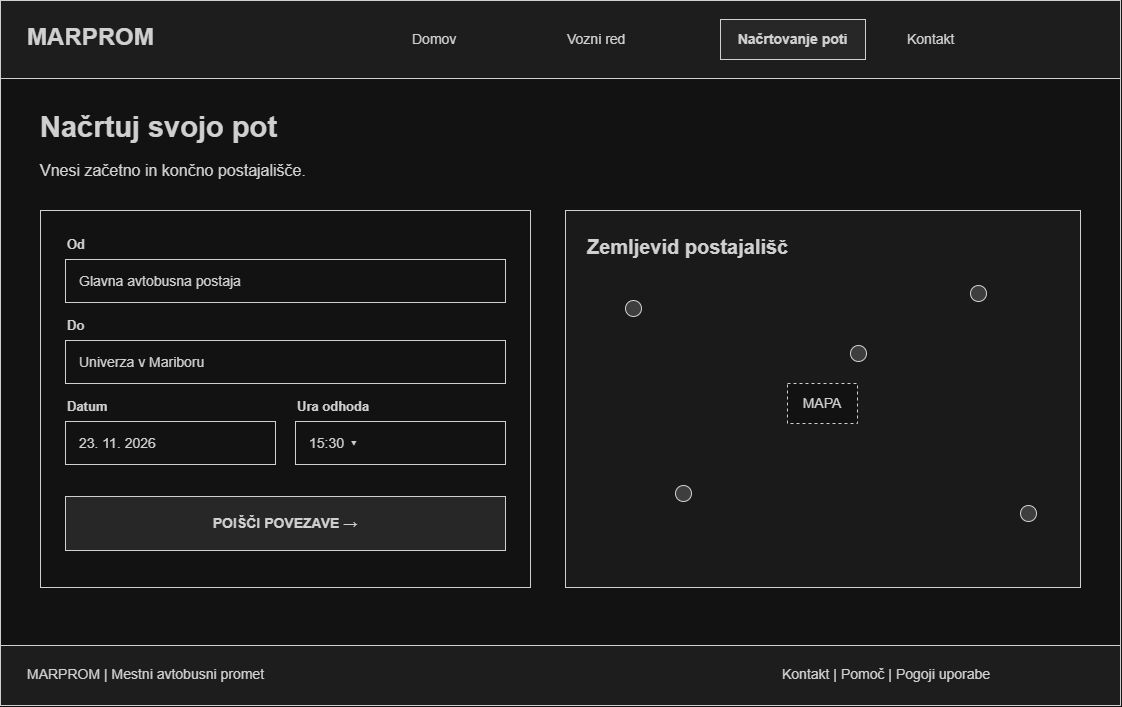 MARPROM
Domov
Vozni red
Načrtovanje poti
Kontakt
Načrtuj svojo pot
Vnesi začetno in končno postajališče.
Od
Glavna avtobusna postaja
Do
Univerza v Mariboru
Datum
Ura odhoda
23. 11. 2026
15:30 ▾
POIŠČI POVEZAVE →
Zemljevid postajališč
MAPA
MARPROM | Mestni avtobusni promet
Kontakt | Pomoč | Pogoji uporabe